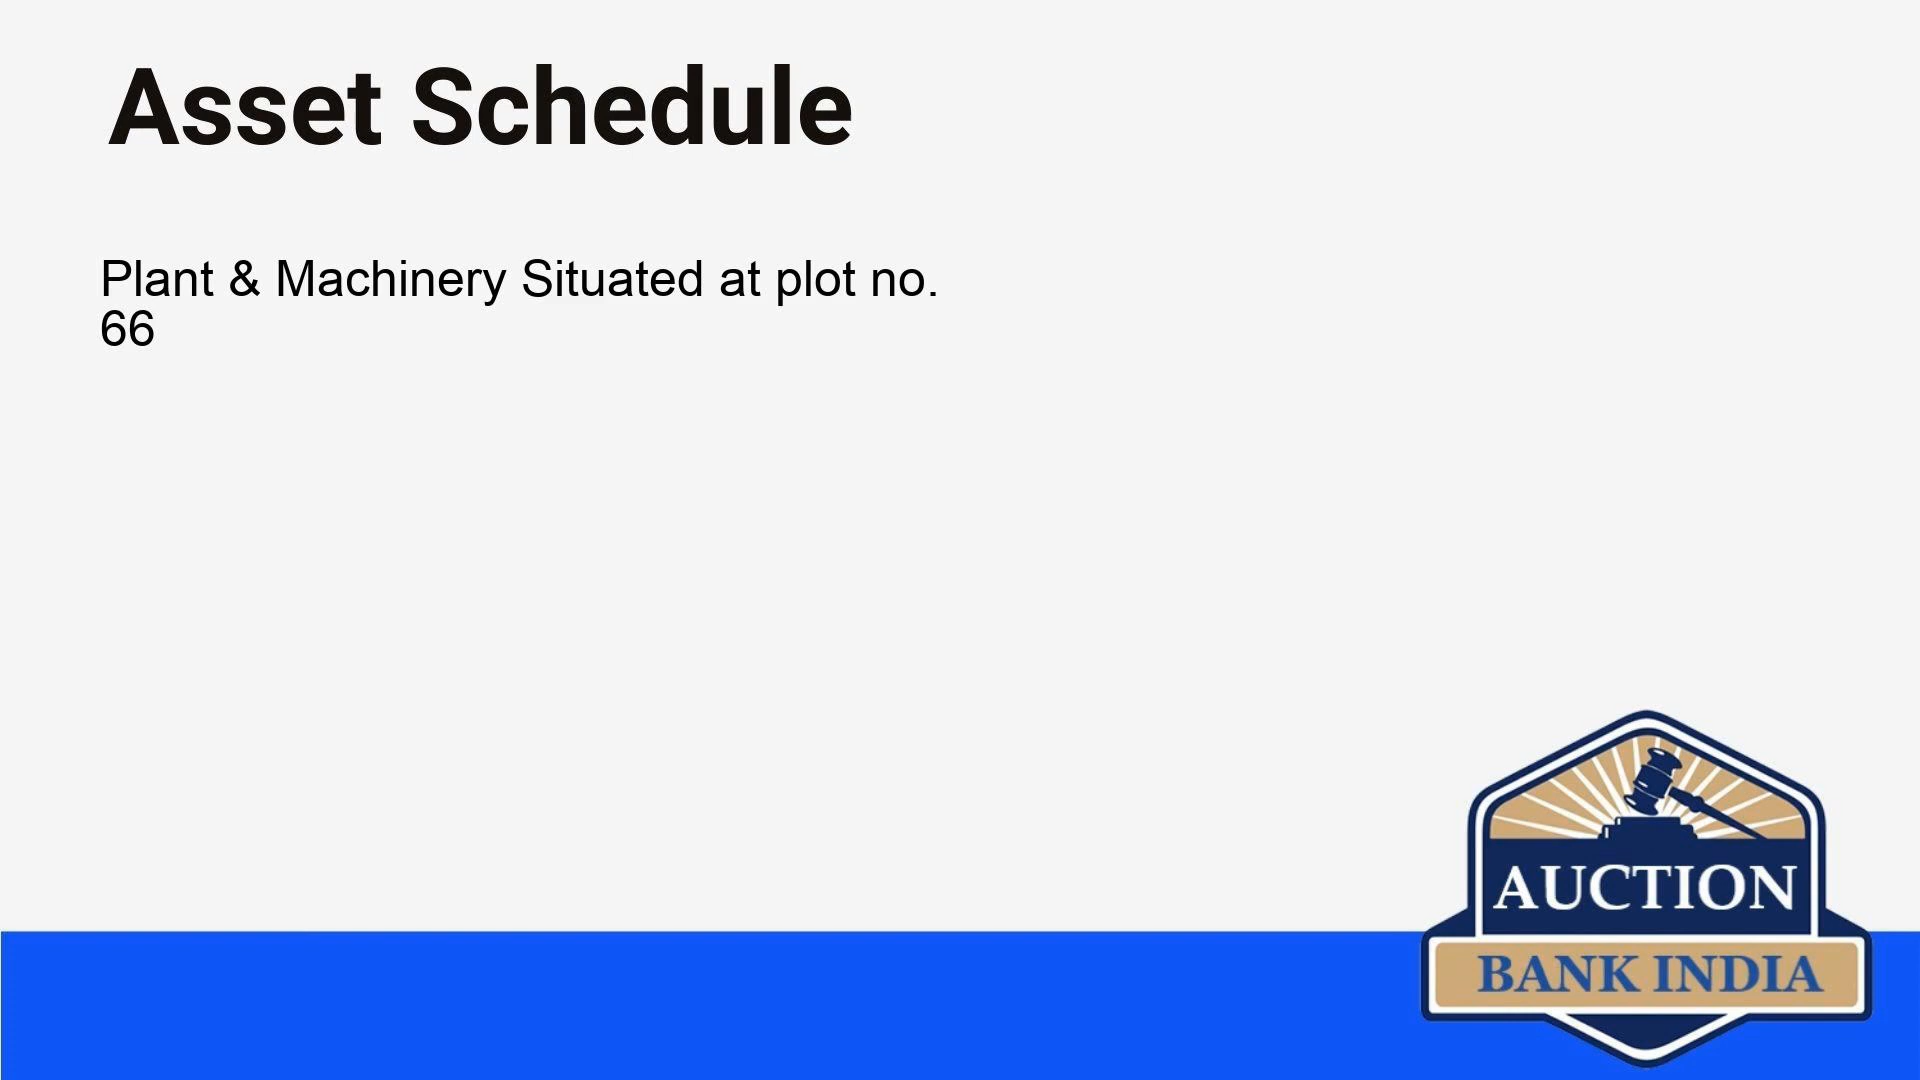 Asset Schedule
Plant & Machinery Situated at plot no.
66
AUCTION
BANK INDIA